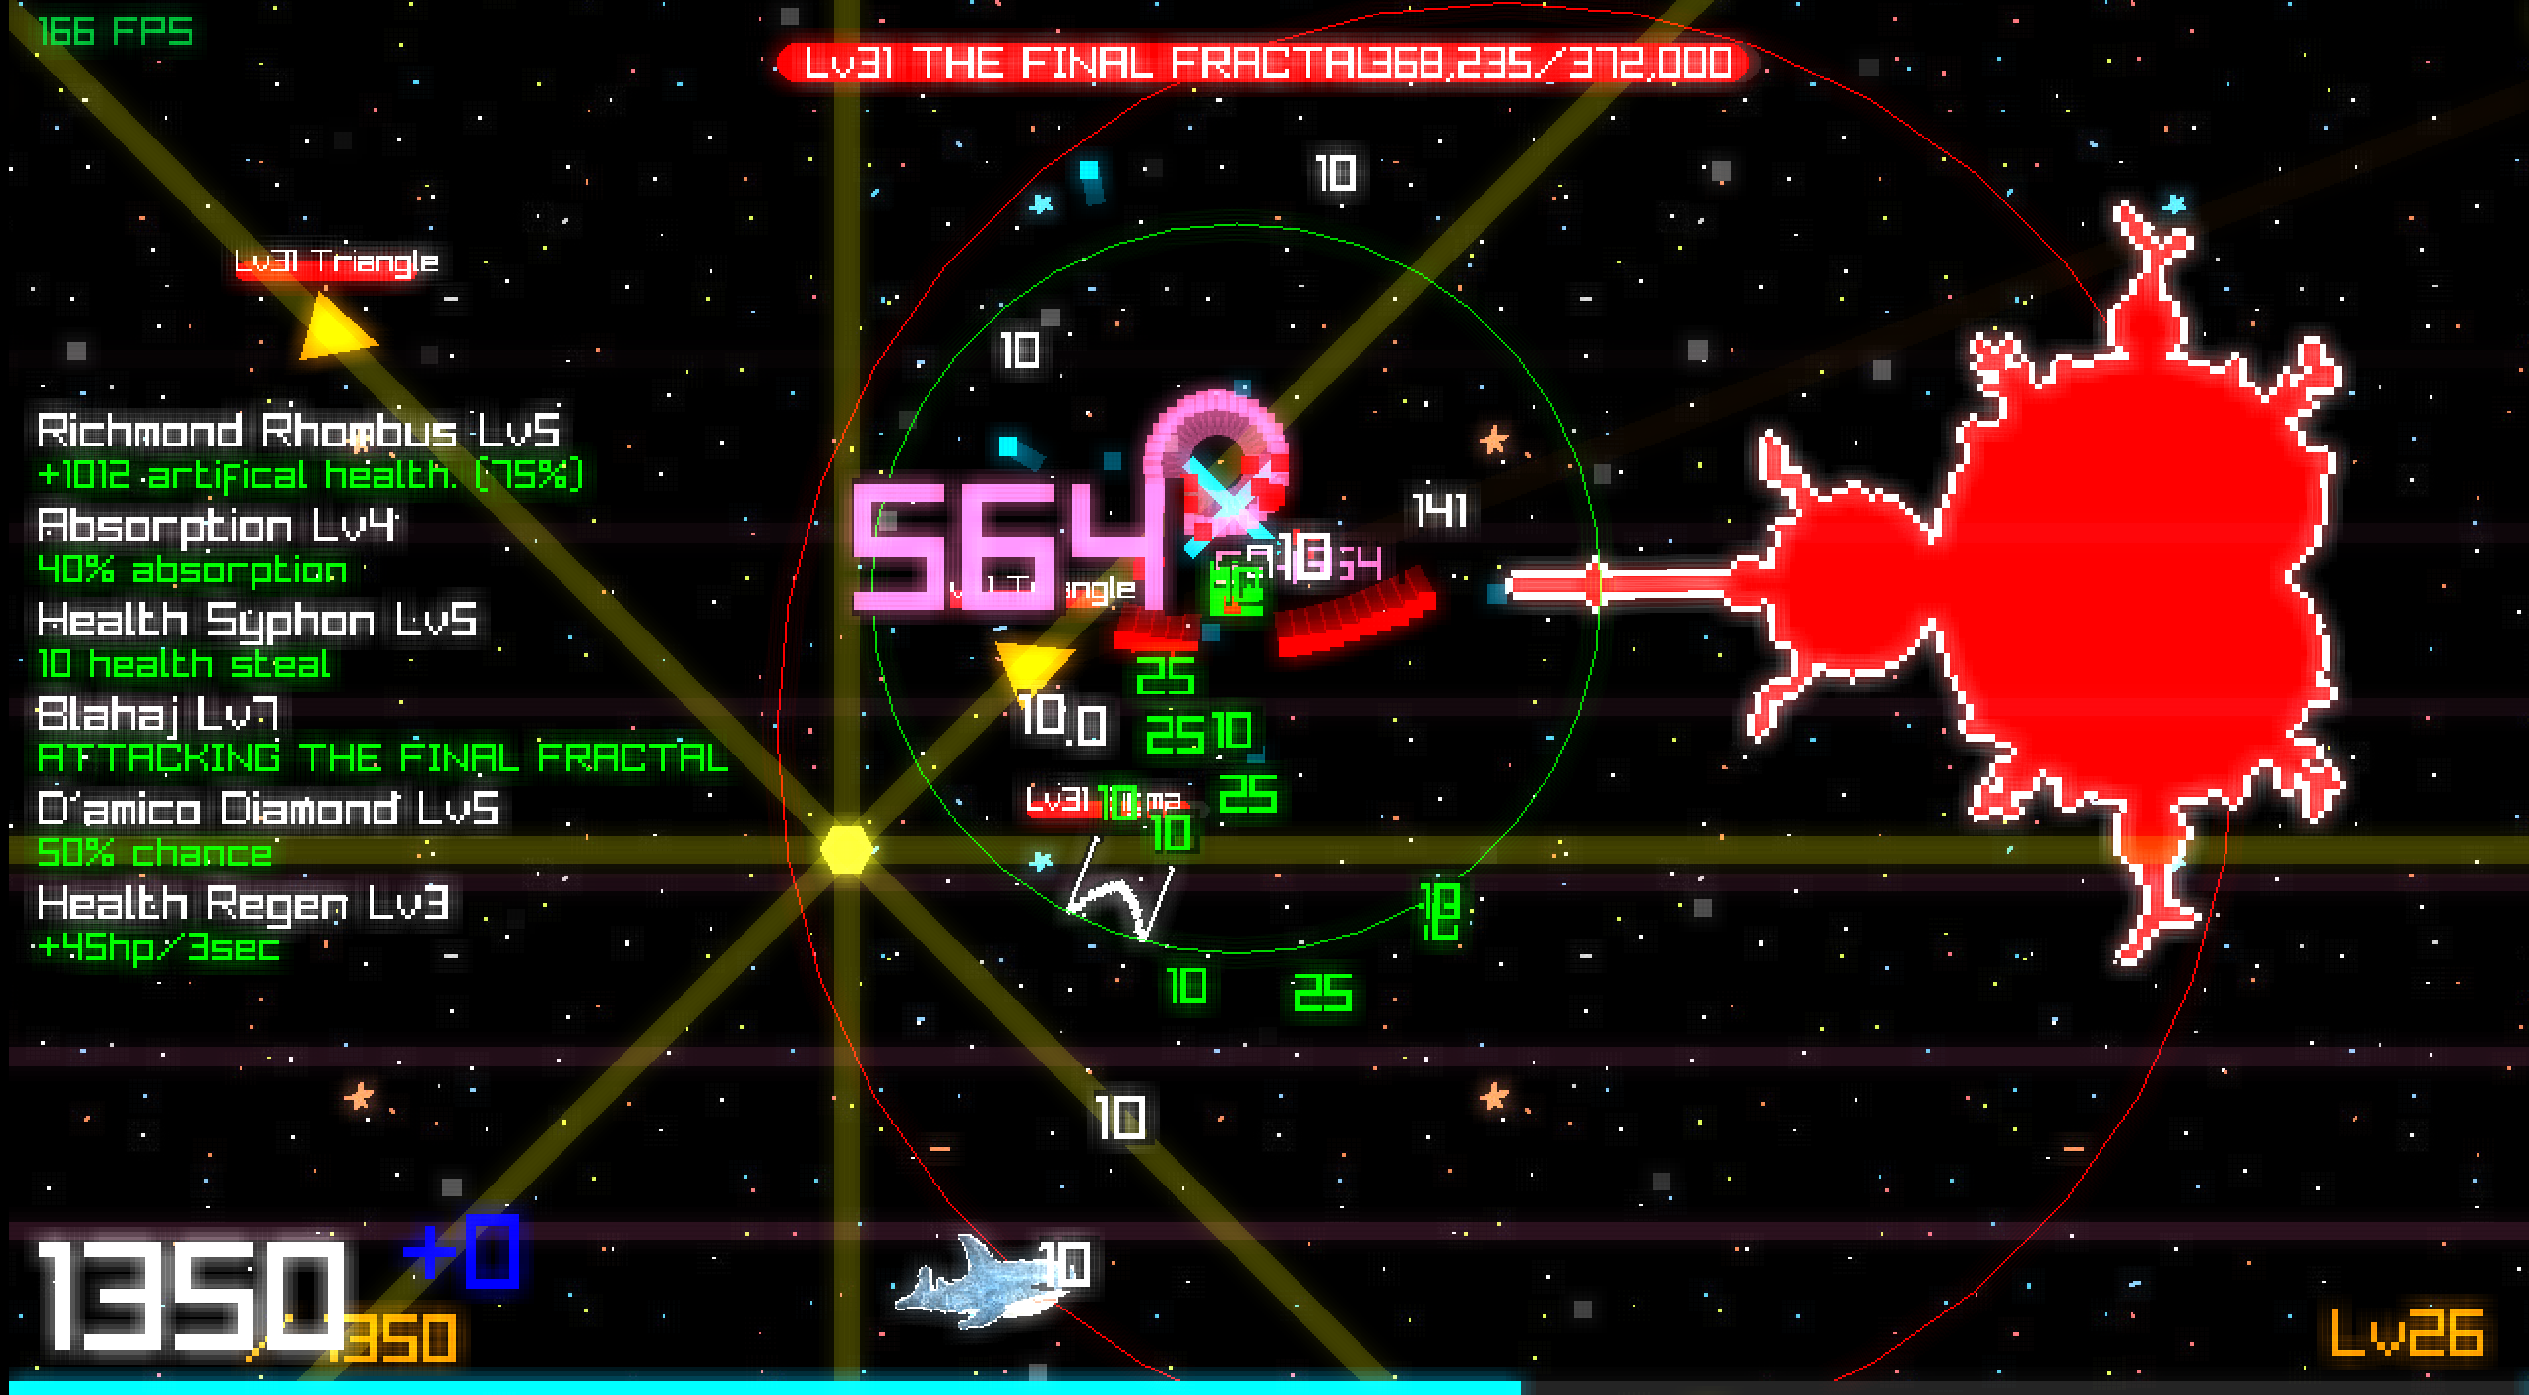 166 FPS
Lv31 THE FINAL FRACTAL368,235/372,000
10
Lv31 Triangle
10
Richmond Rhombus Lv5
+1012 artifical health. (75%)
Absorption Lv4
40% absorption
Health Syphon Lv5
10 health steal
Blahaj Lv7
ATTACKING THE FINAL FRACTAL
D'amico Diamond Lv5
50% chance
Health Regen Lv3
+45hp/3sec
141
564
10
Triangle
25
10
.0
25
10
25
Lv31
10
10
10
25
10
10
1350
+0
/1350
Lv26